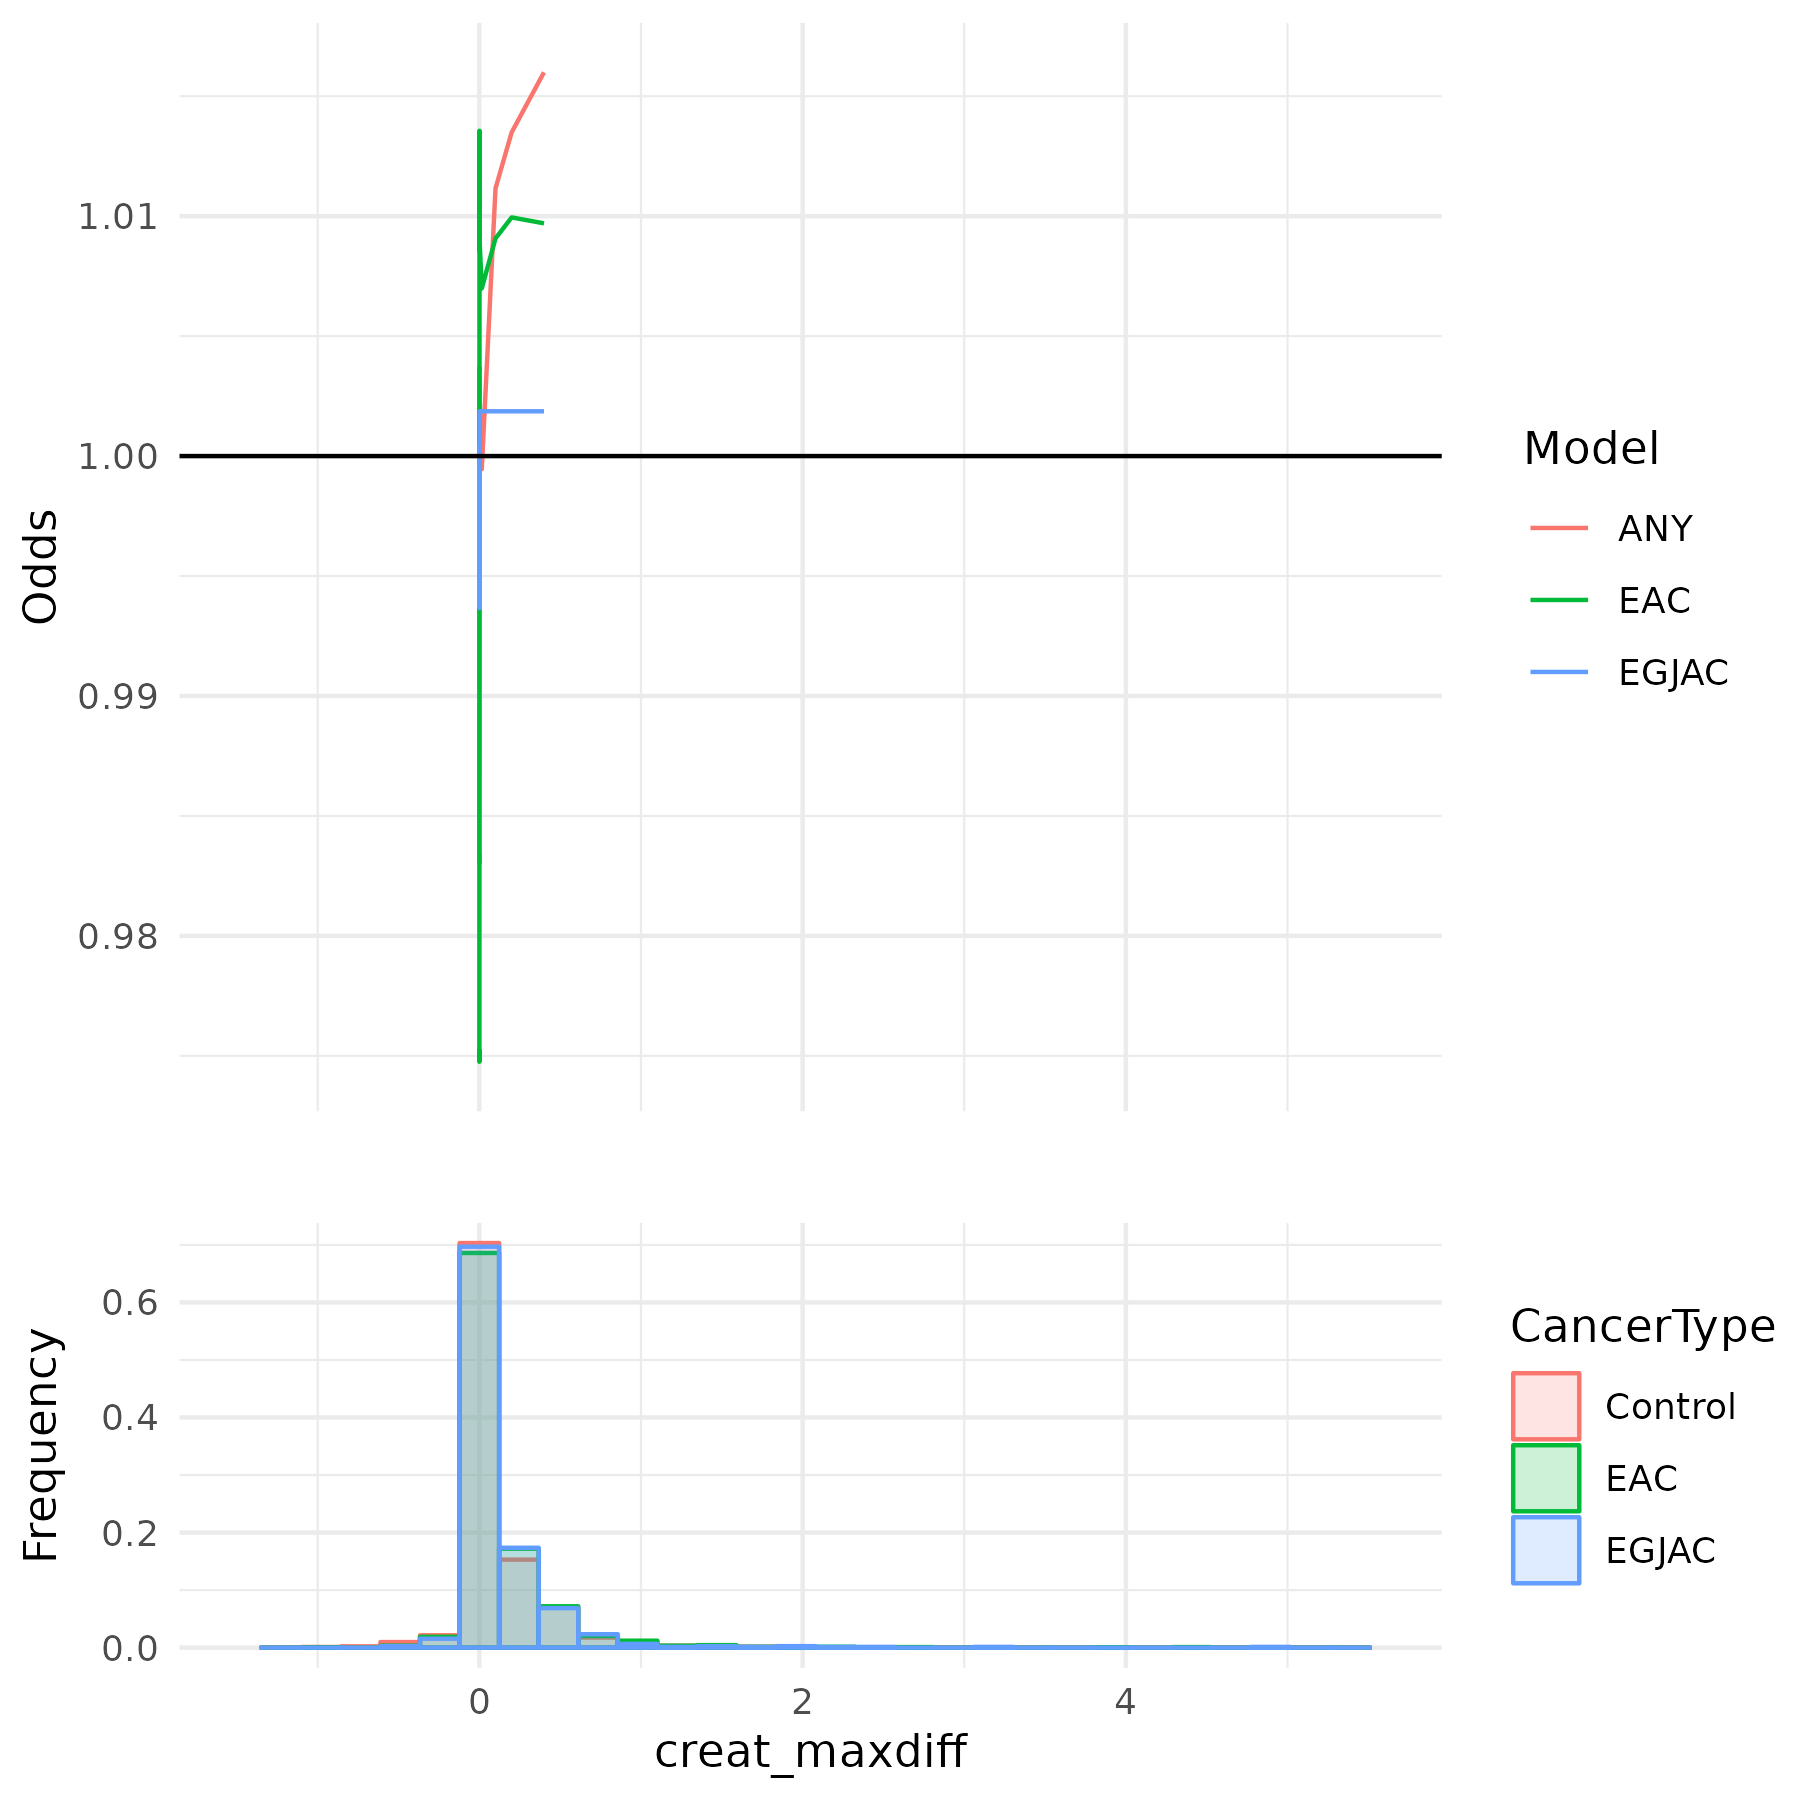 1.01
1.00
0.99
0.98
Odds
Model
ANY
EAC
EGJAC
0.6
0.4
0.2
0.0
Frequency
0
2
4
creat_maxdiff
CancerType
Control
EAC
EGJAC